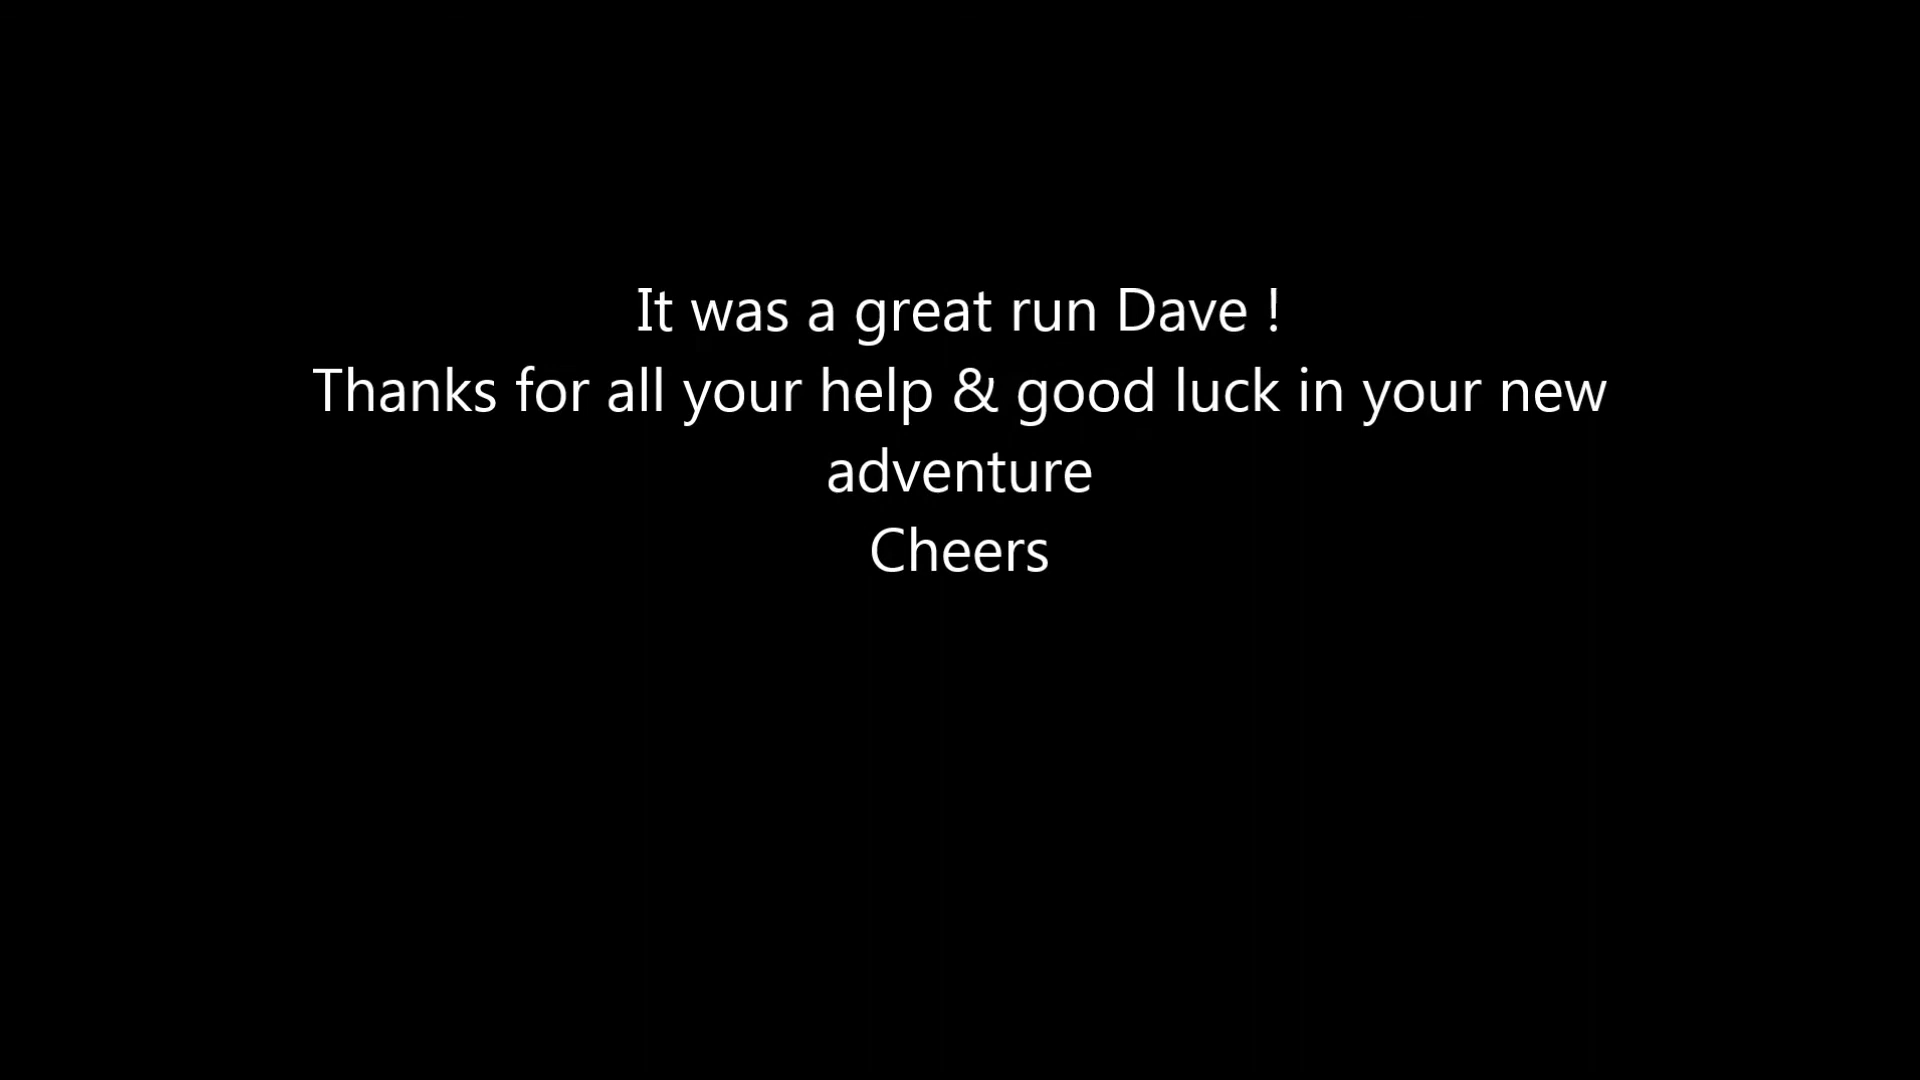 It was a great run Dave !
Thanks for all your help & good luck in your new
adventure
Cheers